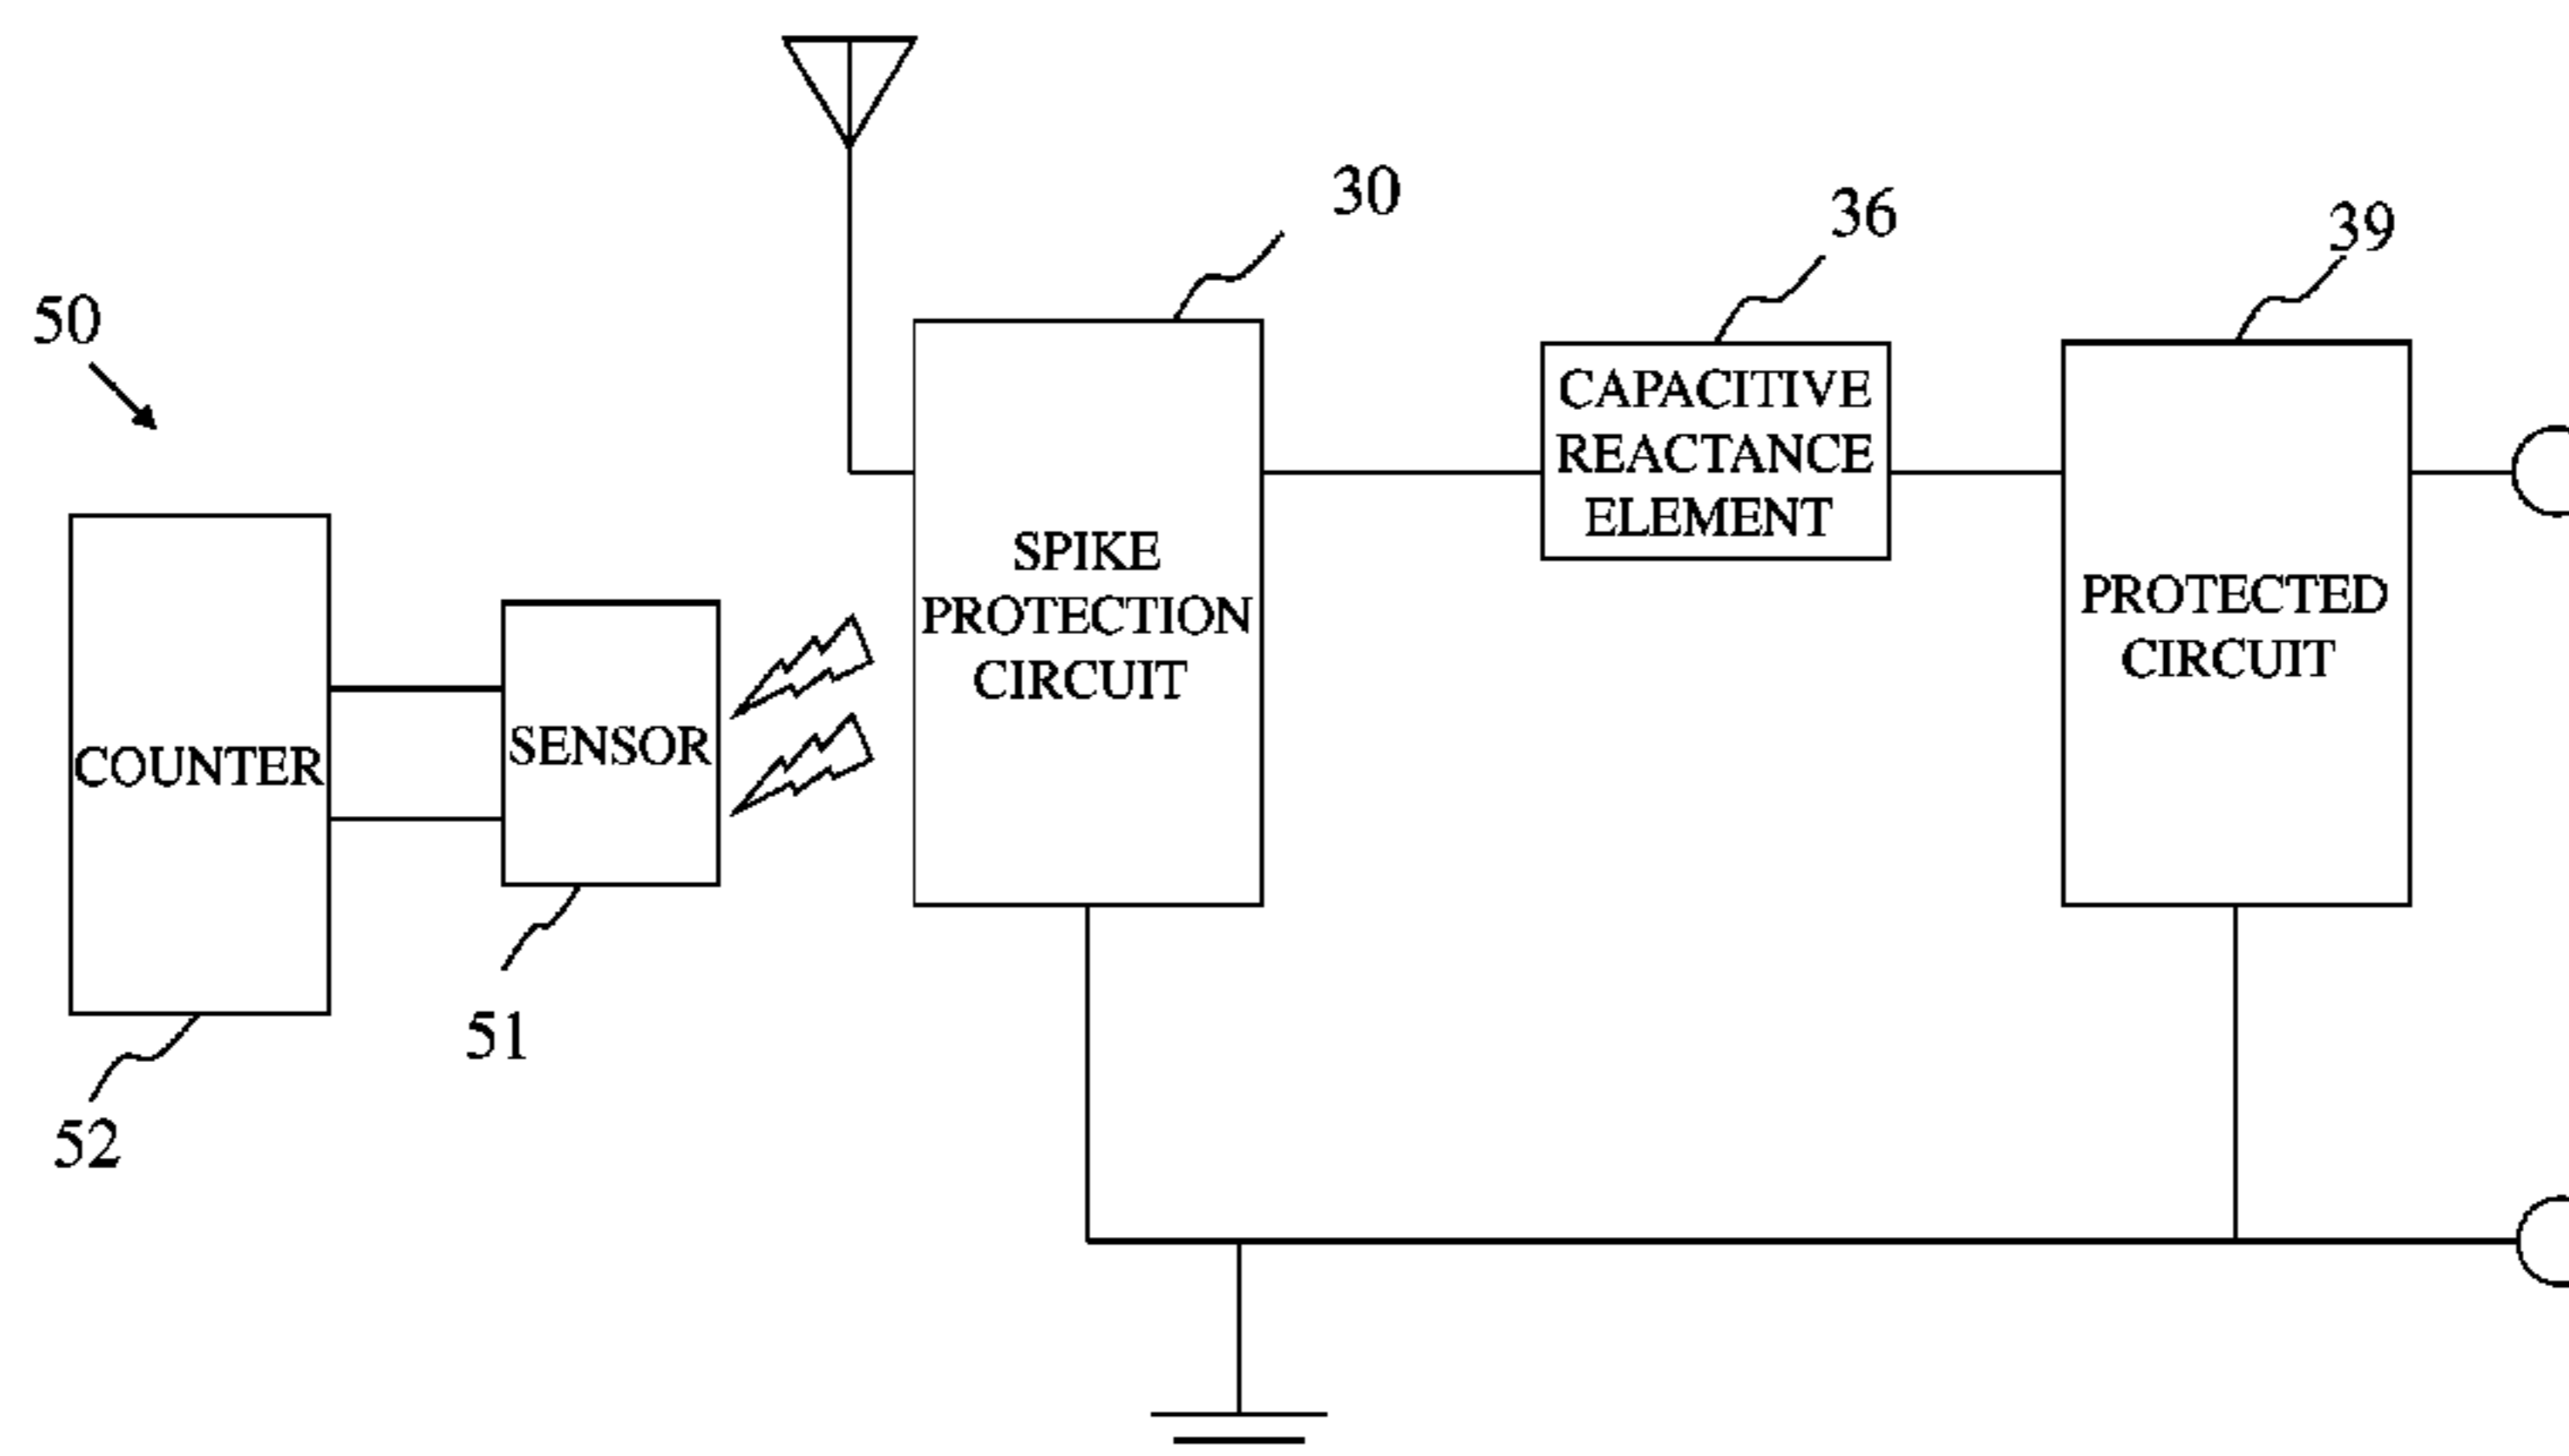 30
36
39
50
CAPACITIVE
REACTANCE
ELEMENT
SPIKE
PROTECTION
CIRCUIT
PROTECTED
CIRCUIT
SENSOR
COUNTER
51
52